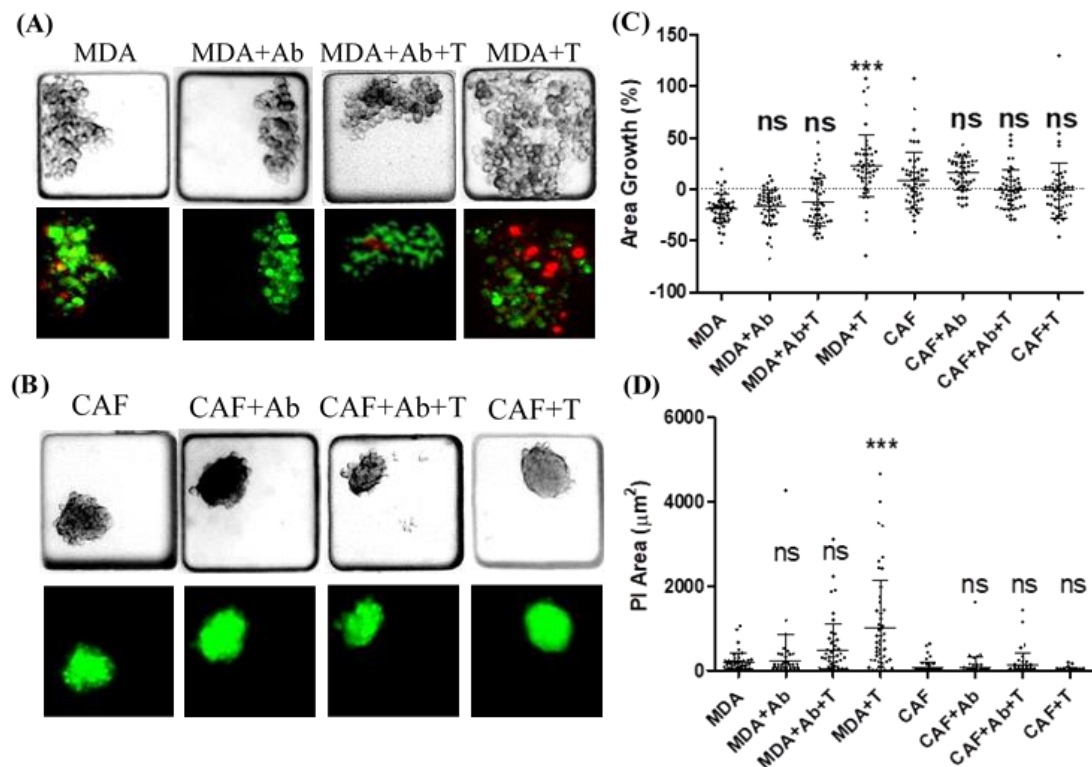 (A)
MDA MDA+Ab MDA+Ab+T MDA+T
(B)
CAF CAF+Ab CAF+Ab+T CAF+T
(C)
Area Growth (%)
150
100
50
0
-50
-100
ns ns *** ns ns ns
MDA MDA+Ab MDA+Ab+T MDA+T CAF CAF+Ab CAF+Ab+T CAF+T
(D)
PI Area (µm²)
6000
4000
2000
0
ns ns *** ns ns ns
MDA MDA+Ab MDA+Ab+T MDA+T CAF CAF+Ab CAF+Ab+T CAF+T